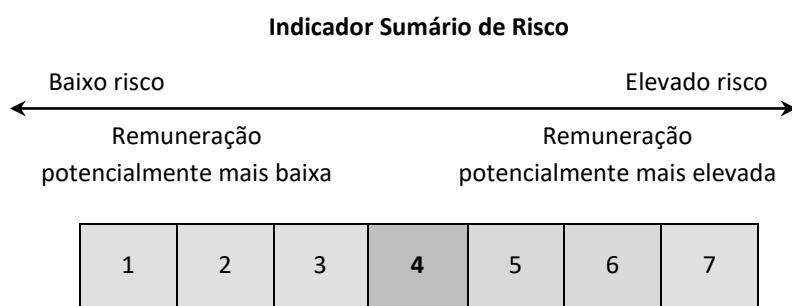 Indicador Sumário de Risco
Baixo risco Elevado risco
Remuneração Remuneração
potencialmente mais baixa potencialmente mais elevada
1 2 3 4 5 6 7